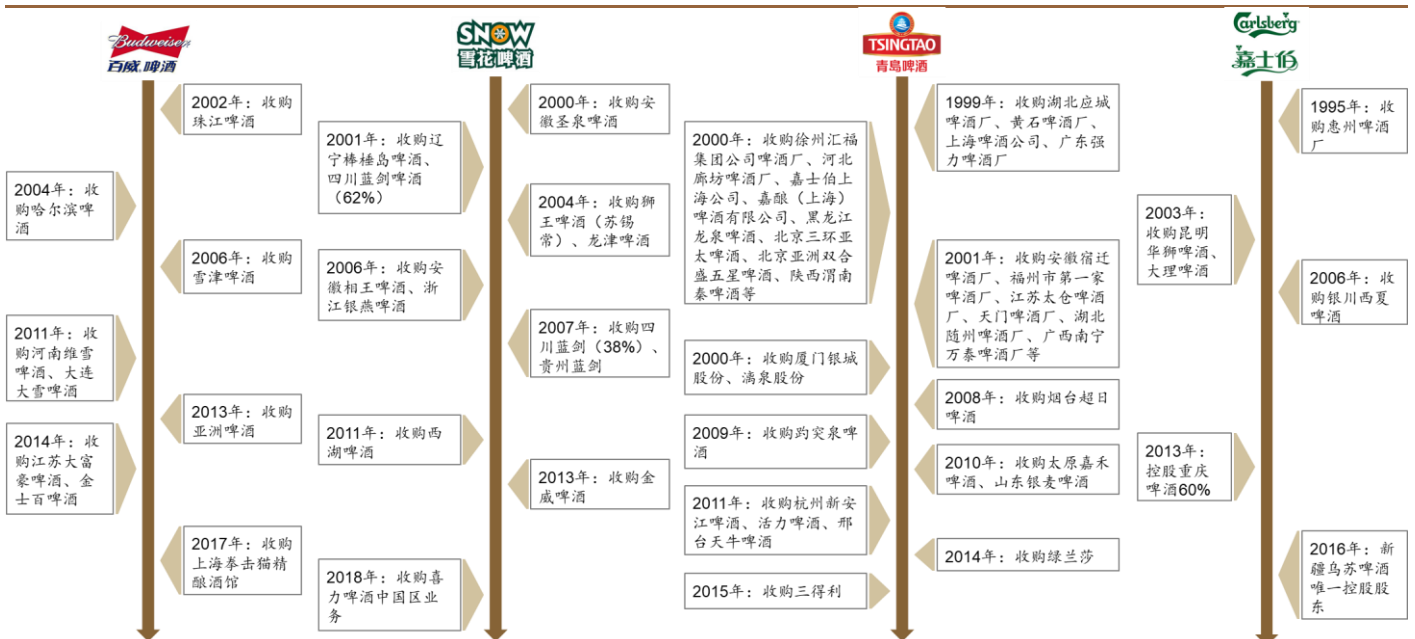 Budweiser
百威.啤酒
2002年：收购
珠江啤酒
2004年：收
购哈尔滨啤
酒
2006年：收购
雪津啤酒
2011年：收
购河南维雪
啤酒、大连
大雪啤酒
2013年：收购
亚洲啤酒
2014年：收
购江苏大富
豪啤酒、金
士百啤酒
2017年：收购
上海拳击猫精
酿酒馆
SNOW
雪花啤酒
2000年：收购安
徽圣泉啤酒
2001年：收购辽
宁棒棰岛啤酒、
四川蓝剑啤酒
（62%）
2004年：收购狮
王啤酒（苏锡
常）、龙津啤酒
2006年：收购安
徽相王啤酒、浙
江银燕啤酒
2007年：收购四
川蓝剑（38%）、
贵州蓝剑
2011年：收购西
湖啤酒
2013年：收购金
威啤酒
2018年：收购喜
力啤酒中国区业
务
TSINGTAO
青岛啤酒
1999年：收购湖北应城
啤酒厂、黄石啤酒厂、
上海啤酒公司、广东强
力啤酒厂
2000年：收购徐州汇福
集团公司啤酒厂、河北
廊坊啤酒厂、嘉士伯上
海公司、嘉酿（上海）
啤酒有限公司、黑龙江
龙泉啤酒、北京三环亚
太啤酒、北京亚洲双合
盛五星啤酒、陕西渭南
秦啤酒等
2001年：收购安徽宿迁
啤酒厂、福州市第一家
啤酒厂、江苏太仓啤酒
厂、天门啤酒厂、湖北
随州啤酒厂、广西南宁
万泰啤酒厂等
2000年：收购厦门银城
股份、漓泉股份
2008年：收购烟台超日
啤酒
2009年：收购趵突泉啤
酒
2010年：收购太原嘉禾
啤酒、山东银麦啤酒
2011年：收购杭州新安
江啤酒、活力啤酒、邢
台天牛啤酒
2014年：收购绿兰莎
2015年：收购三得利
Carlsberg
嘉士伯
1995年：收
购惠州啤酒
厂
2003年：
收购昆明
华狮啤酒、
大理啤酒
2006年：收
购银川西夏
啤酒
2013年：
控股重庆
啤酒60%
2016年：新
疆乌苏啤酒
唯一控股股
东